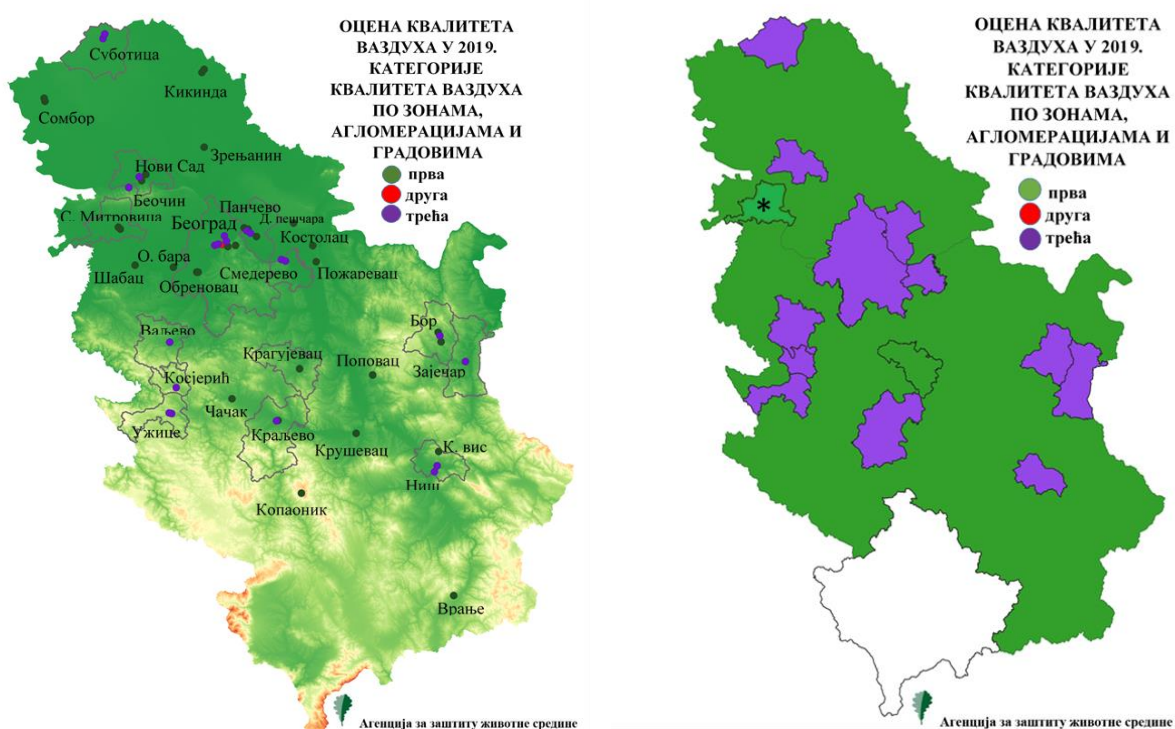 ОЦЕНА КВАЛИТЕТА
ВАЗДУХА У 2019.
КАТЕГОРИЈЕ
КВАЛИТЕТА ВАЗДУХА
ПО ЗОНАМА,
АГЛОМЕРАЦИЈАМА И
ГРАДОВИМА
прва
друга
трећа
Суботица
Кикинда
Сомбор
Зрењанин
Нови Сад
Беочин
С. Митровица
Панчево
Д. пешчара
Београд
Костолац
О. бара
Смедерево
Пожаревац
Шабац
Обреновац
Бор
Ваљево
Крагујевац
Поповац
Зајечар
Косјерић
Чачак
Ужице
Краљево
Крушевац
К. вис
Ниш
Копаоник
Врање
Агенција за заштиту животне средине
ОЦЕНА КВАЛИТЕТА
ВАЗДУХА У 2019.
КАТЕГОРИЈЕ
КВАЛИТЕТА ВАЗДУХА
ПО ЗОНАМА,
АГЛОМЕРАЦИЈАМА И
ГРАДОВИМА
прва
друга
трећа
*
Агенција за заштиту животне средине